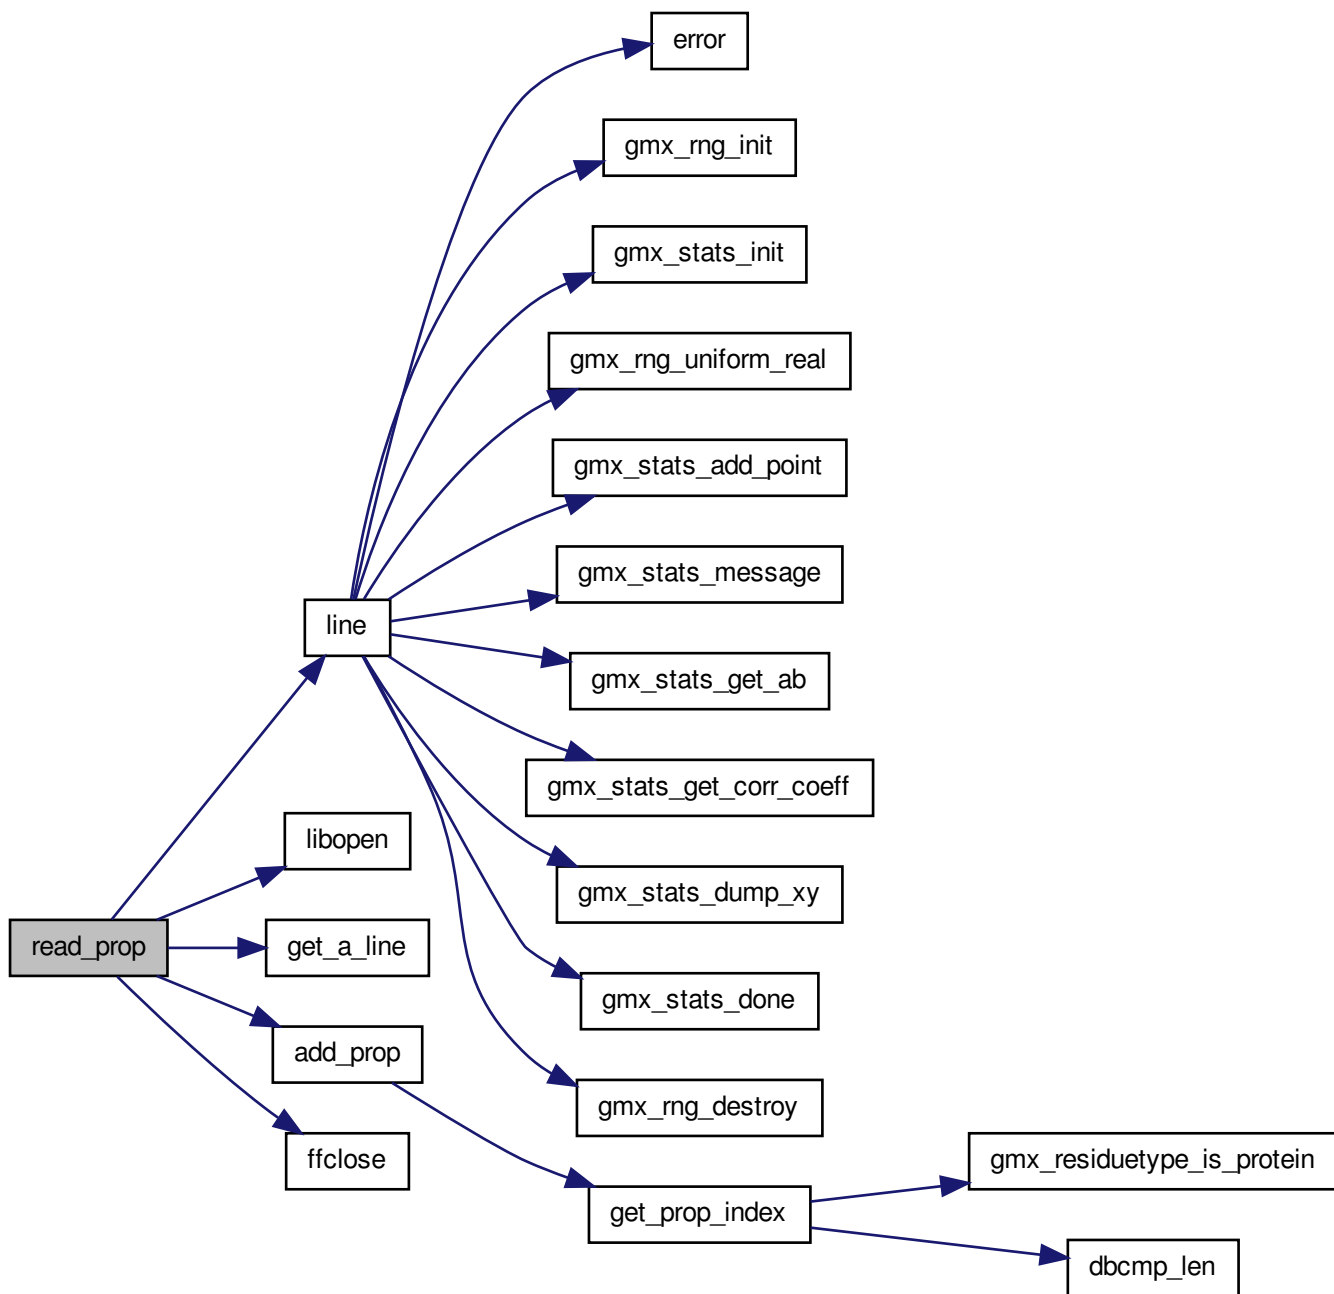 error
gmx_rng_init
gmx_stats_init
gmx_rng_uniform_real
gmx_stats_add_point
gmx_stats_message
line
gmx_stats_get_ab
gmx_stats_get_corr_coeff
libopen
gmx_stats_dump_xy
read_prop
get_a_line
gmx_stats_done
add_prop
gmx_rng_destroy
ffclose
gmx_residuetype_is_protein
get_prop_index
dbcmp_len